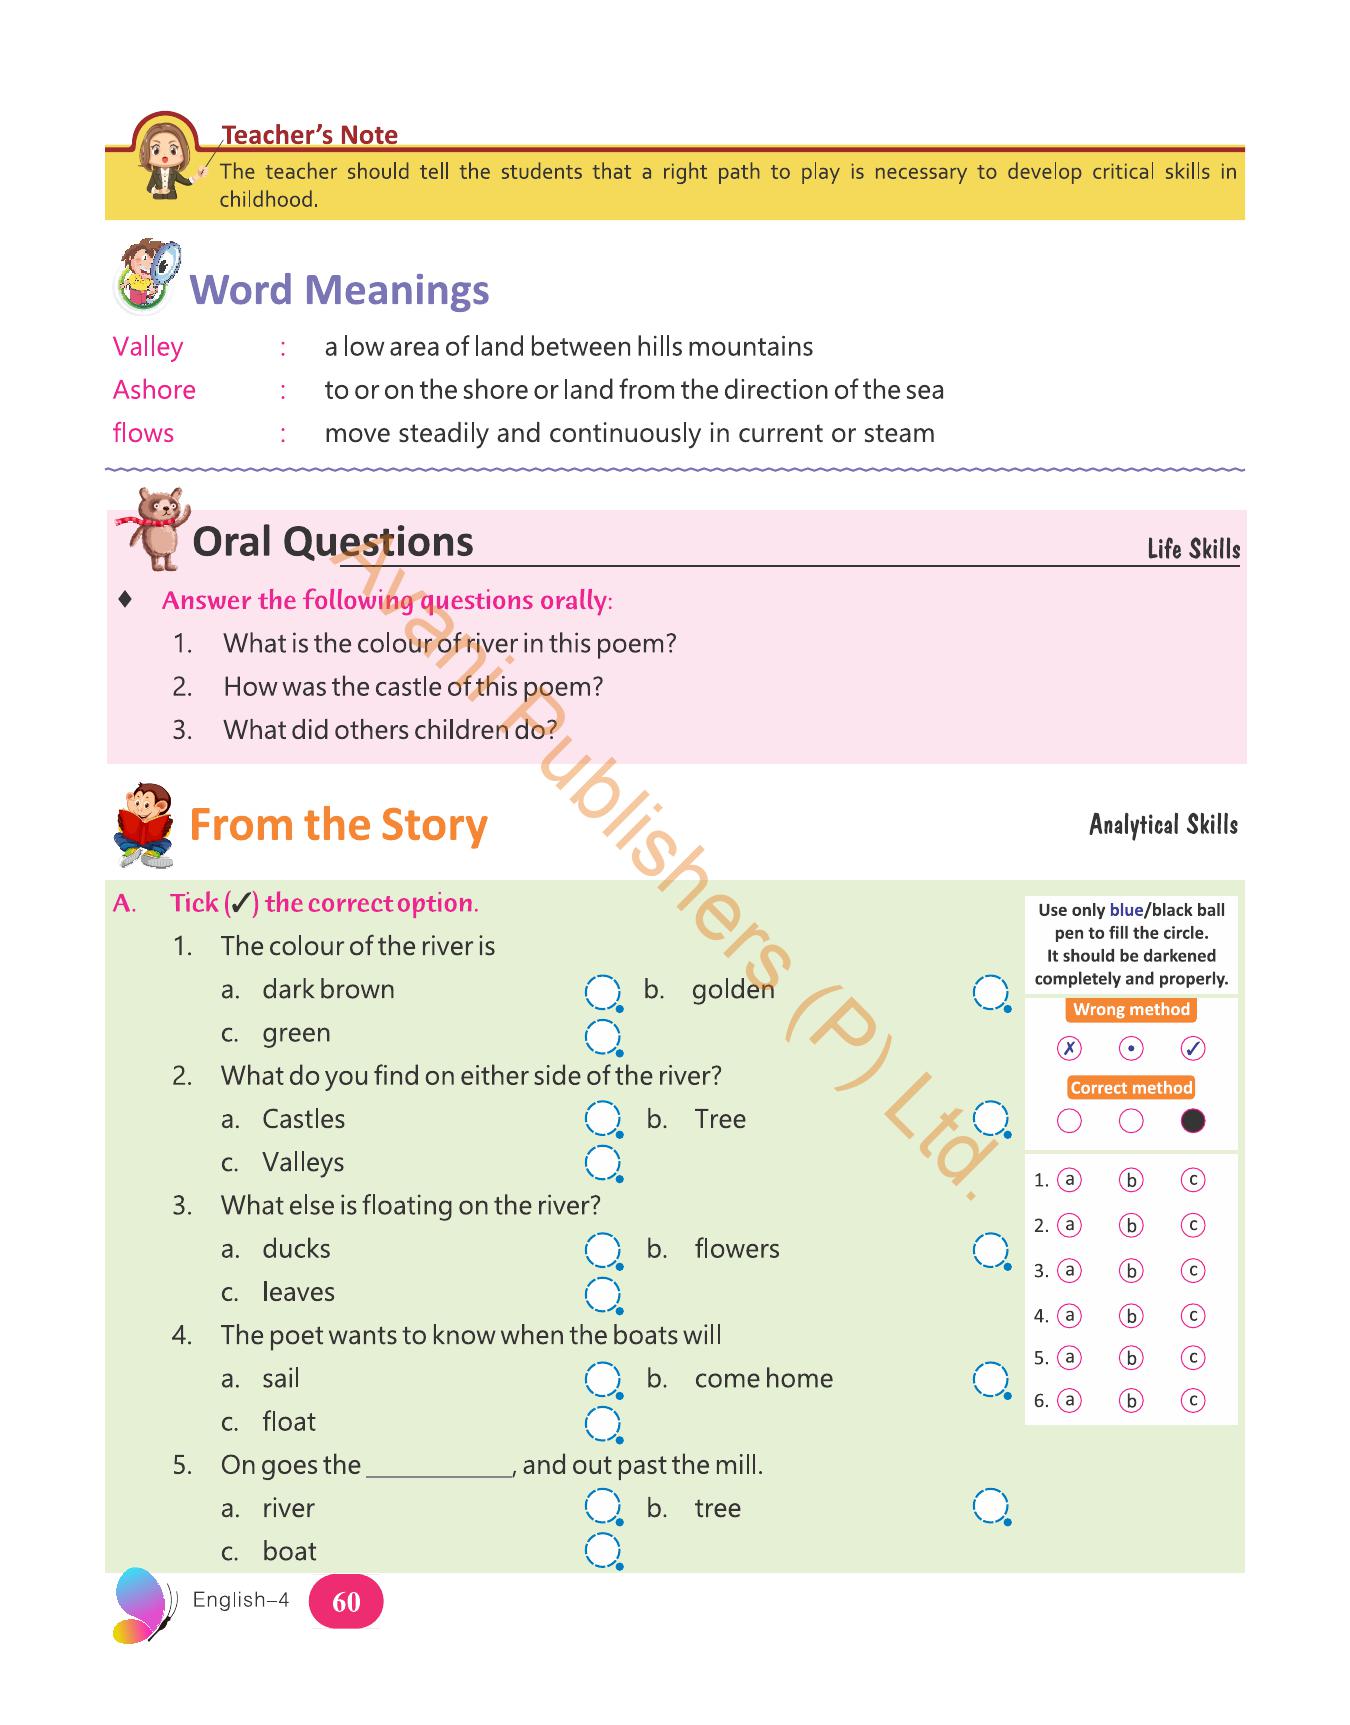 Teacher's Note
The teacher should tell the students that a right path to play is necessary to develop critical skills in
childhood.
Word Meanings
Valley : a low area of land between hills mountains
Ashore : to or on the shore or land from the direction of the sea
flows : move steadily and continuously in current or steam
Oral Questions
Life Skills
♦ Answer the following questions orally:
1. What is the colour of river in this poem?
2. How was the castle of this poem?
3. What did others children do?
From the Story
Analytical Skills
A. Tick (✓) the correct option.
1. The colour of the river is
a. dark brown b. golden
c. green
2. What do you find on either side of the river?
a. Castles b. Tree
c. Valleys
3. What else is floating on the river?
a. ducks b. flowers
c. leaves
4. The poet wants to know when the boats will
a. sail b. come home
c. float
5. On goes the __________, and out past the mill.
a. river b. tree
c. boat
Use only blue/black ball
pen to fill the circle.
It should be darkened
completely and properly.
Wrong method
✗ • ✓
Correct method
1. a b c
2. a b c
3. a b c
4. a b c
5. a b c
6. a b c
Avani Publishers (P) Ltd.
English–4 60